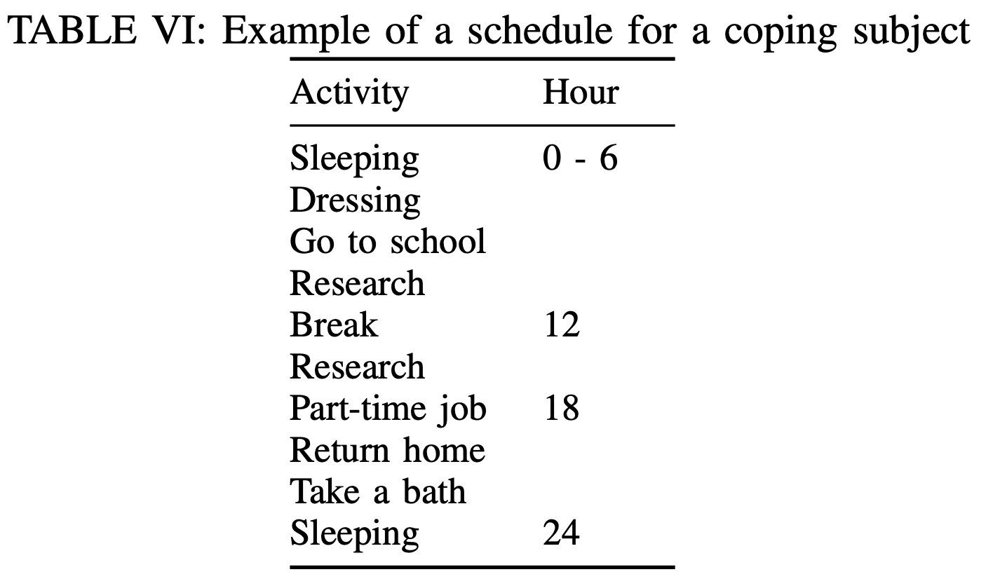 TABLE VI: Example of a schedule for a coping subject
Activity Hour
Sleeping 0 - 6
Dressing
Go to school
Research
Break 12
Research
Part-time job 18
Return home
Take a bath
Sleeping 24